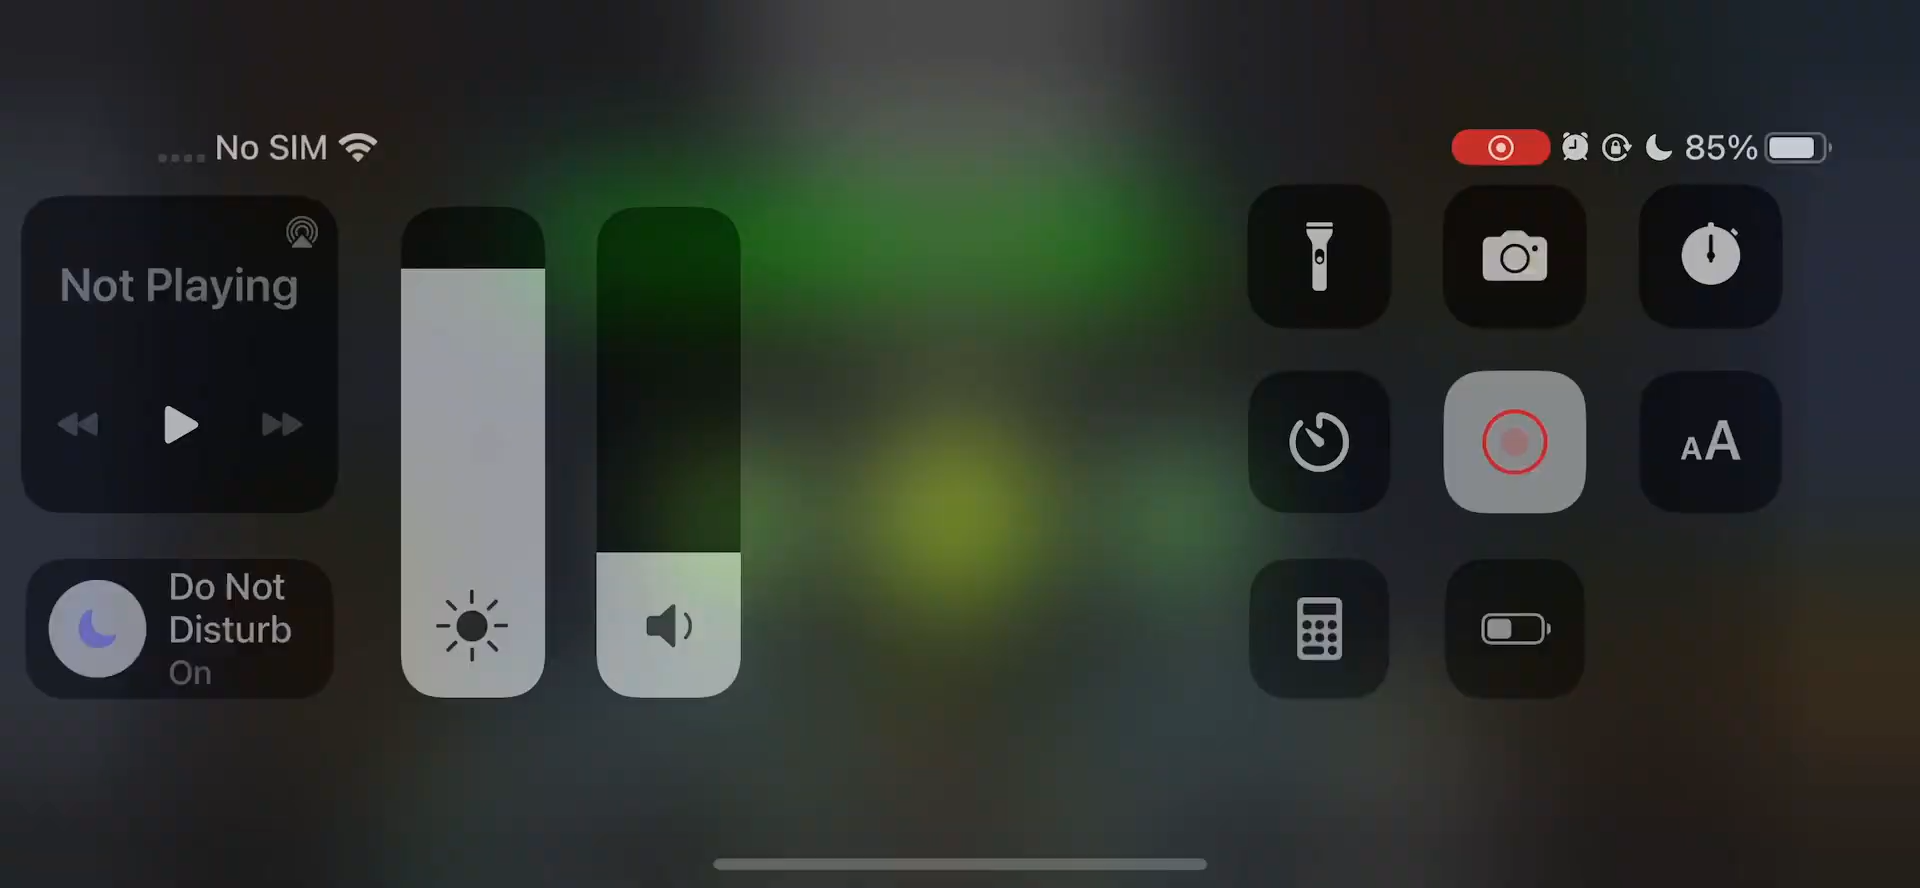 No SIM
85%
Not Playing
Do Not
Disturb
On
AA